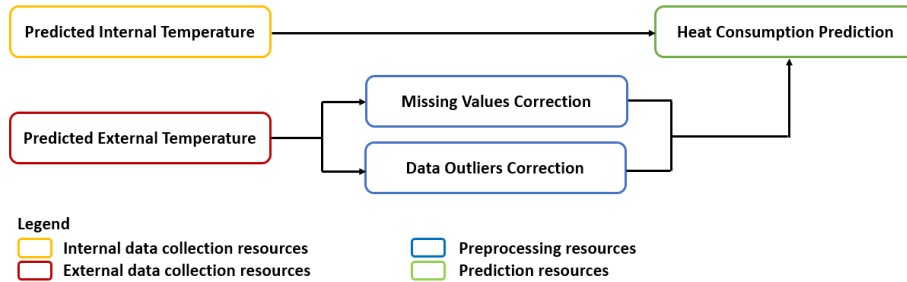 Predicted Internal Temperature
Heat Consumption Prediction
Missing Values Correction
Predicted External Temperature
Data Outliers Correction
Legend
Internal data collection resources
Preprocessing resources
External data collection resources
Prediction resources